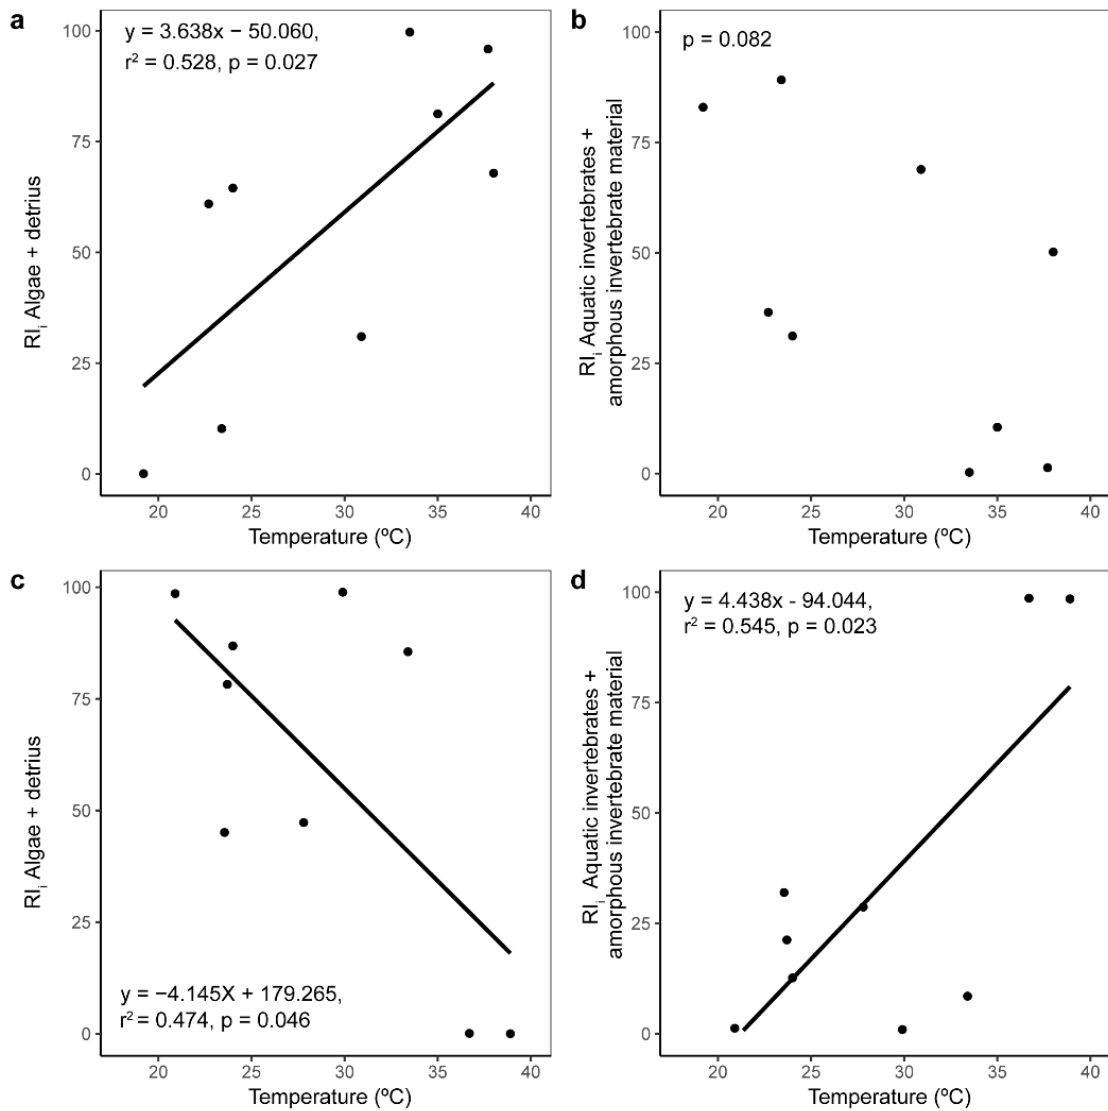 a
y = 3.638x − 50.060,
r² = 0.528, p = 0.027
100
75
50
25
0
RIᵢ Algae + detrius
20 25 30 35 40
Temperature (ºC)
b
p = 0.082
100
75
50
25
0
RIᵢ Aquatic invertebrates +
amorphous invertebrate material
20 25 30 35 40
Temperature (ºC)
c
y = −4.145X + 179.265,
r² = 0.474, p = 0.046
100
75
50
25
0
RIᵢ Algae + detrius
20 25 30 35 40
Temperature (ºC)
d
y = 4.438x - 94.044,
r² = 0.545, p = 0.023
100
75
50
25
0
RIᵢ Aquatic invertebrates +
amorphous invertebrate material
20 25 30 35 40
Temperature (ºC)